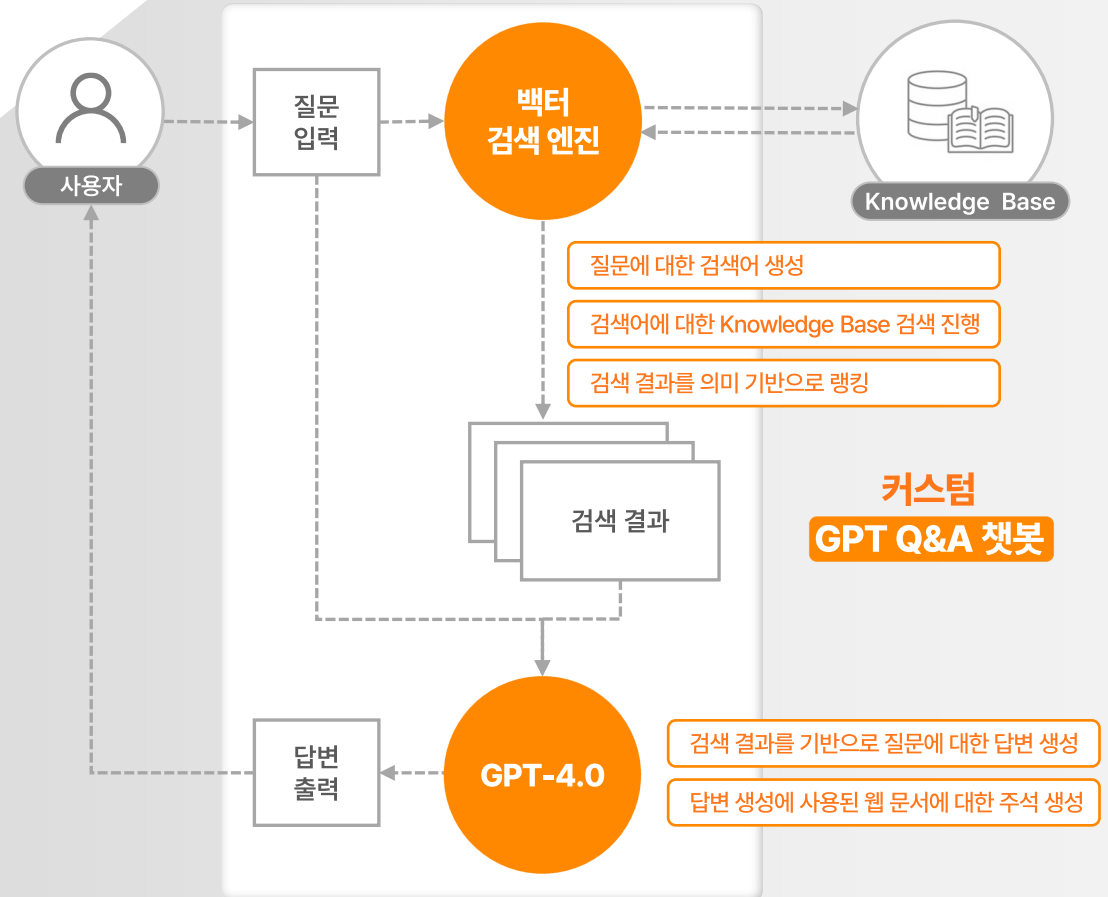 질문
입력
백터
검색 엔진
사용자
Knowledge Base
질문에 대한 검색어 생성
검색어에 대한 Knowledge Base 검색 진행
검색 결과를 의미 기반으로 랭킹
검색 결과
커스텀
GPT Q&A 챗봇
답변
출력
GPT-4.0
검색 결과를 기반으로 질문에 대한 답변 생성
답변 생성에 사용된 웹 문서에 대한 주석 생성